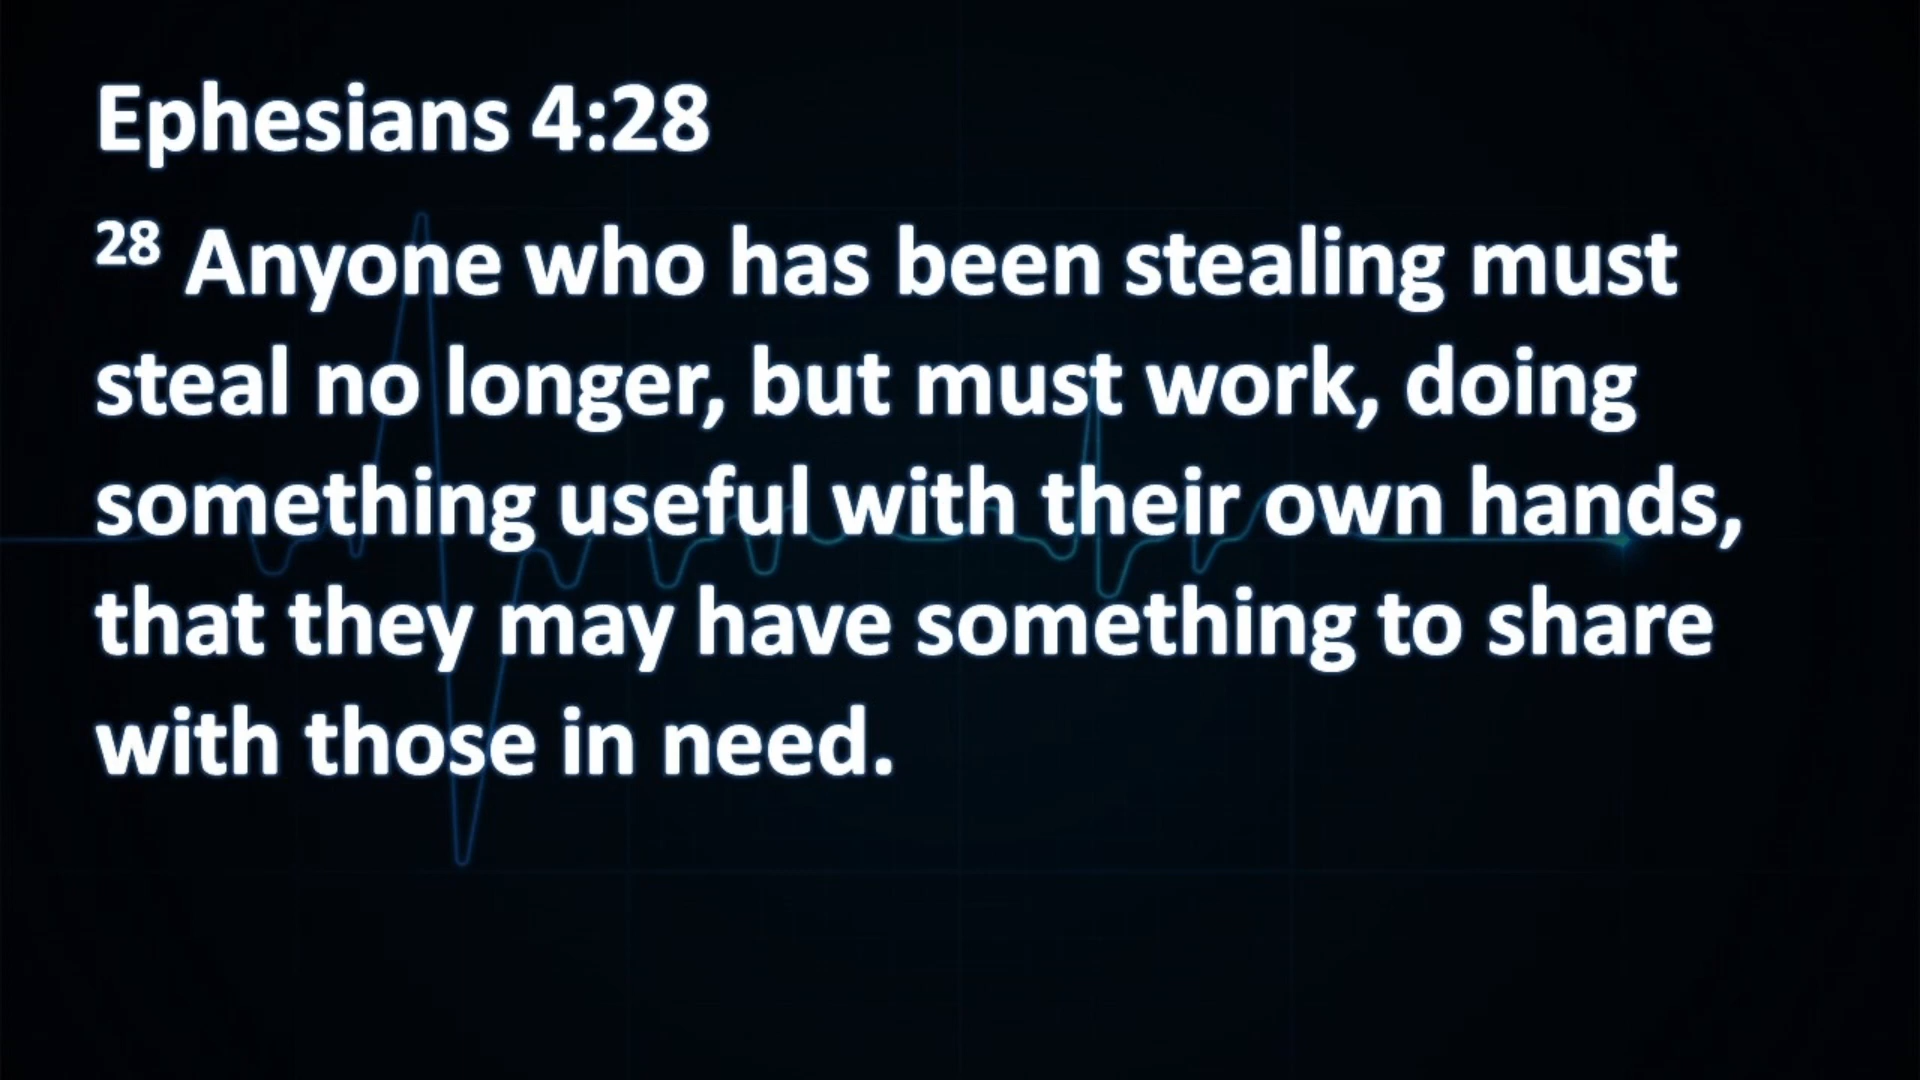 Ephesians 4:28
28 Anyone who has been stealing must
steal no longer, but must work, doing
something useful with their own hands,
that they may have something to share
with those in need.